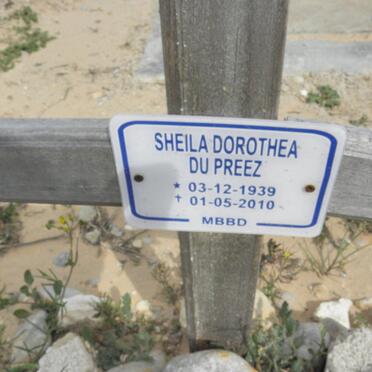 SHEILA DOROTHEA
DU PREEZ
★ 03-12-1939
✝ 01-05-2010
MBBD